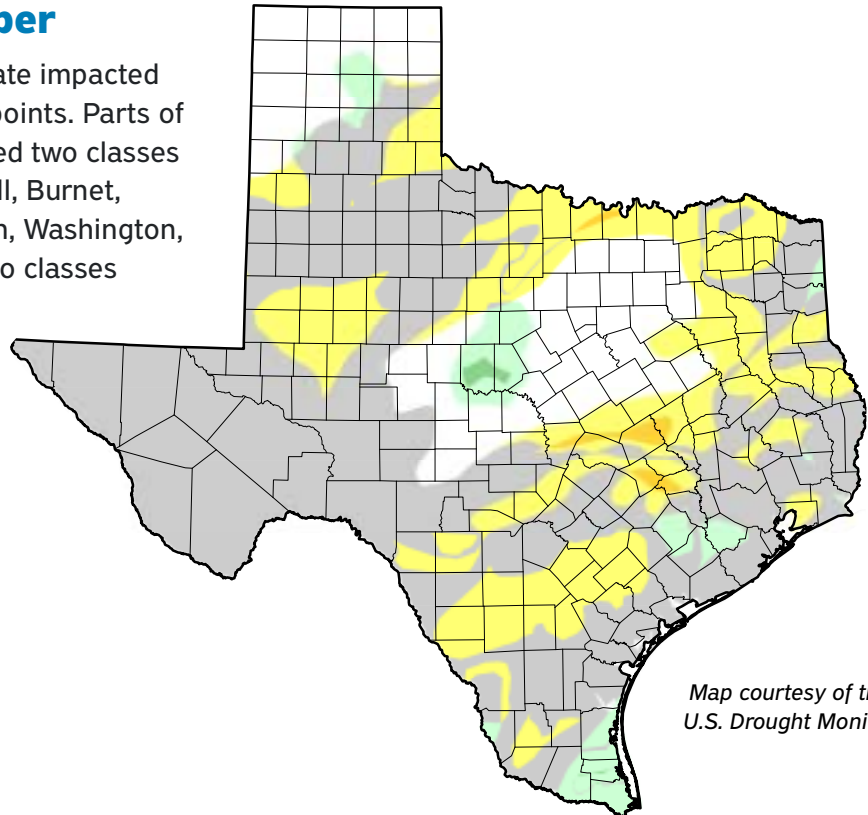 ber
ate impacted
points. Parts of
ed two classes
ll, Burnet,
n, Washington,
o classes
Map courtesy of t
U.S. Drought Moni